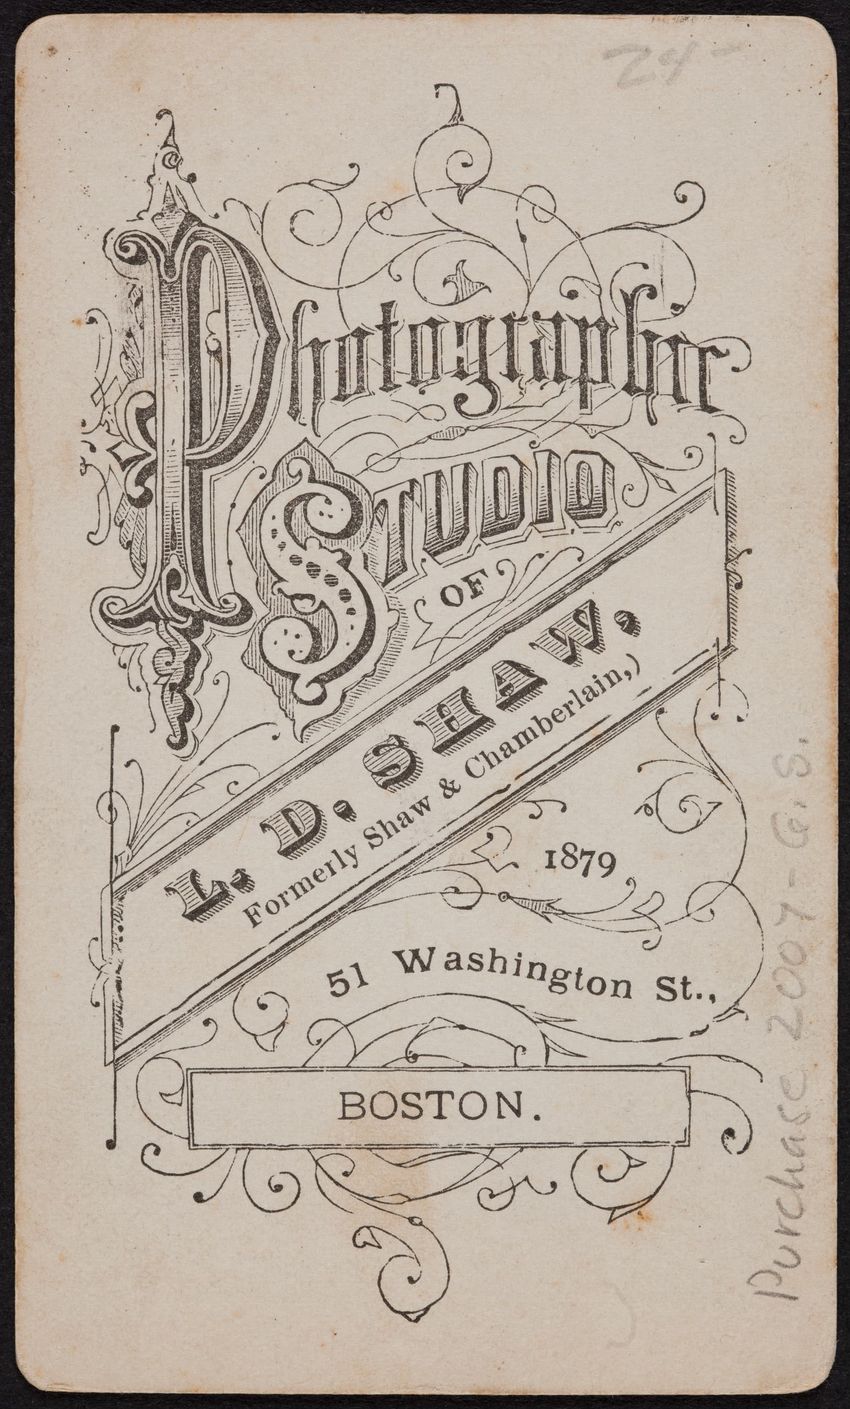 24-
Photographic
STUDIO
OF
L. D. SHAW.
Formerly Shaw & Chamberlain,)
1879
51 Washington St.,
BOSTON.
Purchase 2007- G.S.